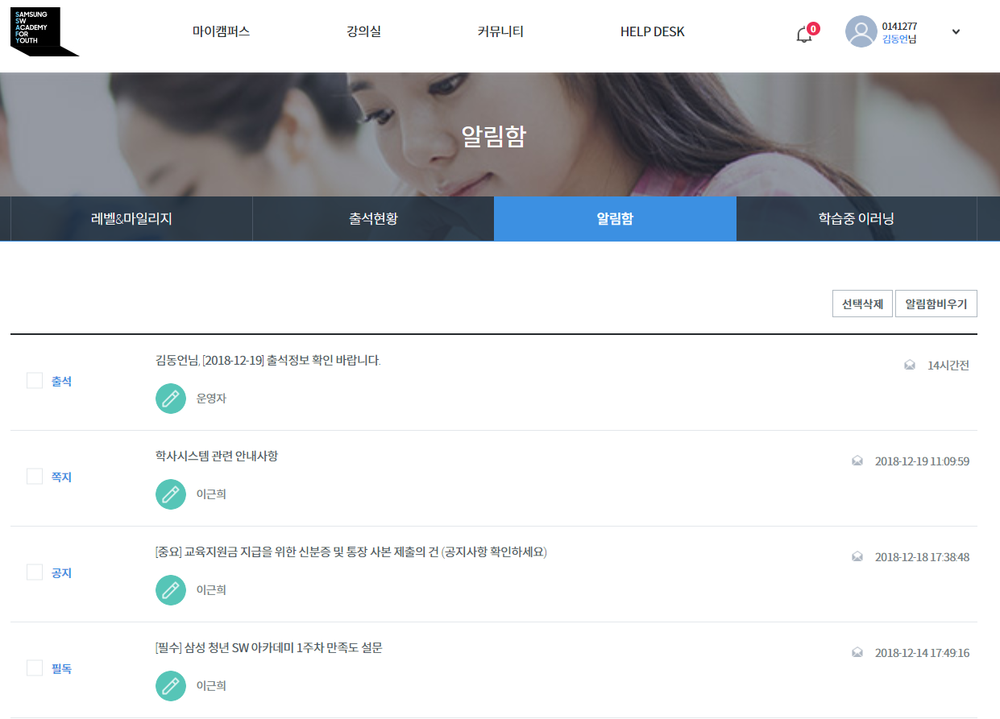 SAMSUNG
SW
ACADEMY
FOR
YOUTH
마이캠퍼스 강의실 커뮤니티 HELP DESK
0
0141277
김동언님
알림함
레벨&마일리지 출석현황 알림함 학습중 이러닝
선택삭제 알림함비우기
김동언님, [2018-12-19] 출석정보 확인 바랍니다.
14시간전
출석
운영자
학사시스템 관련 안내사항
2018-12-19 11:09:59
쪽지
이근희
[중요] 교육지원금 지급을 위한 신분증 및 통장 사본 제출의 건 (공지사항 확인하세요)
2018-12-18 17:38:48
공지
이근희
[필수] 삼성 청년 SW 아카데미 1주차 만족도 설문
2018-12-14 17:49:16
필독
이근희